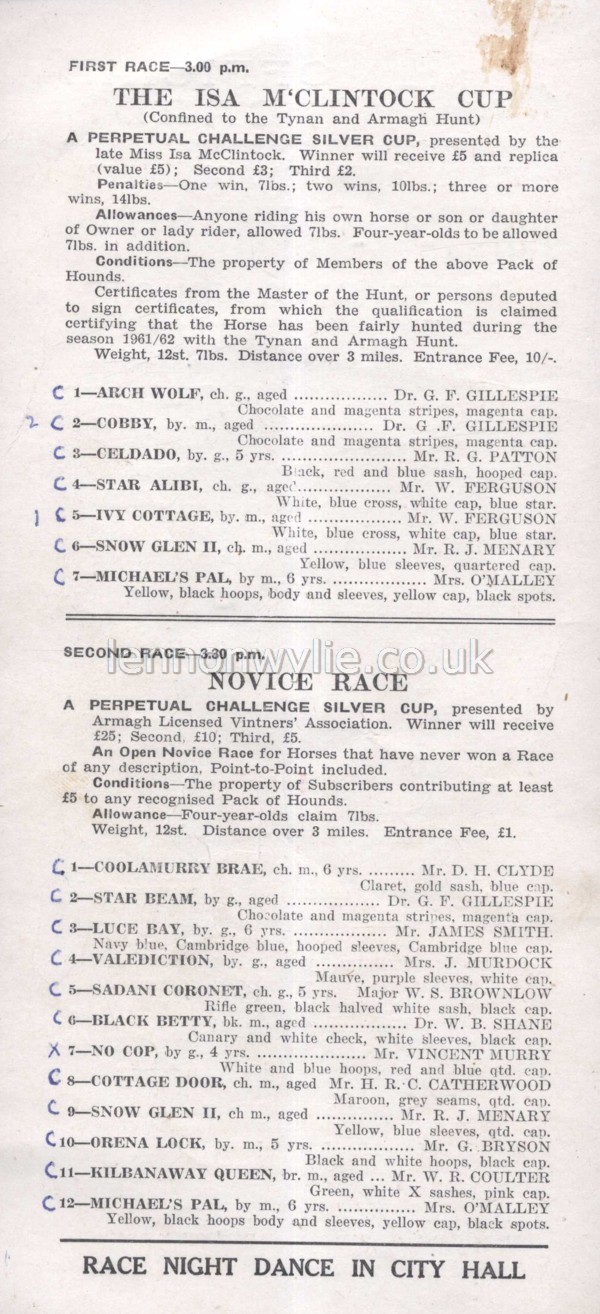 FIRST RACE—3.00 p.m.
THE ISA M'CLINTOCK CUP
(Confined to the Tynan and Armagh Hunt)
A PERPETUAL CHALLENGE SILVER CUP, presented by the
late Miss Isa McClintock. Winner will receive £5 and replica
(value £5); Second £3; Third £2.
Penalties—One win, 7lbs.; two wins, 10lbs.; three or more
wins, 14lbs.
Allowances—Anyone riding his own horse or son or daughter
of Owner or lady rider, allowed 7lbs. Four-year-olds to be allowed
7lbs. in addition.
Conditions—The property of Members of the above Pack of
Hounds.
Certificates from the Master of the Hunt, or persons deputed
to sign certificates, from which the qualification is claimed
certifying that the Horse has been fairly hunted during the
season 1961/62 with the Tynan and Armagh Hunt.
Weight, 12st. 7lbs. Distance over 3 miles. Entrance Fee, 10/-.
C 1—ARCH WOLF, ch. g., aged .................. Dr. G. F. GILLESPIE
Chocolate and magenta stripes, magenta cap.
2 C 2—COBBY, by. m., aged ..................... Dr. G .F. GILLESPIE
Chocolate and magenta stripes, magenta cap.
C 3—CELDADO, by. g., 5 yrs. ....................... Mr. R. G. PATTON
Black, red and blue sash, hooped cap.
C 4—STAR ALIBI, ch. g., aged.................. Mr. W. FERGUSON
White, blue cross, white cap, blue star.
1 C 5—IVY COTTAGE, by. m., aged .................. Mr. W. FERGUSON
White, blue cross, white cap, blue star.
C 6—SNOW GLEN II, ch. m., aged .................. Mr. R. J. MENARY
Yellow, blue sleeves, quartered cap.
C 7—MICHAEL'S PAL, by m., 6 yrs. .................. Mrs. O'MALLEY
Yellow, black hoops, body and sleeves, yellow cap, black spots.
lennonwylie.co.uk
SECOND RACE—3.30 p.m.
NOVICE RACE
A PERPETUAL CHALLENGE SILVER CUP, presented by
Armagh Licensed Vintners' Association. Winner will receive
£25; Second, £10; Third, £5.
An Open Novice Race for Horses that have never won a Race
of any description, Point-to-Point included.
Conditions—The property of Subscribers contributing at least
£5 to any recognised Pack of Hounds.
Allowance—Four-year-olds claim 7lbs.
Weight, 12st. Distance over 3 miles. Entrance Fee, £1.
C 1—COOLAMURRY BRAE, ch. m., 6 yrs. ......... Mr. D. H. CLYDE
Claret, gold sash, blue cap.
C 2—STAR BEAM, by g., aged .................. Dr. G. F. GILLESPIE
Chocolate and magenta stripes, magenta cap.
C 3—LUCE BAY, by. g., 6 yrs. .................. Mr. JAMES SMITH.
Navy blue, Cambridge blue, hooped sleeves, Cambridge blue cap.
C 4—VALEDICTION, by. g., aged ............... Mrs. J. MURDOCK
Mauve, purple sleeves, white cap.
C 5—SADANI CORONET, ch. g., 5 yrs. Major W. S. BROWNLOW
Rifle green, black halved white sash, black cap.
C 6—BLACK BETTY, bk. m., aged .................. Dr. W. B. SHANE
Canary and white check, white sleeves, black cap.
X 7—NO COP, by g., 4 yrs. ..................... Mr. VINCENT MURRY
White and blue hoops, red and blue qtd. cap.
C 8—COTTAGE DOOR, ch. m., aged Mr. H. R. C. CATHERWOOD
Maroon, grey seams, qtd. cap.
C 9—SNOW GLEN II, ch m., aged ............... Mr. R. J. MENARY
Yellow, blue sleeves, qtd. cap.
C 10—ORENA LOCK, by. m., 5 yrs. ..................... Mr. G. BRYSON
Black and white hoops, black cap.
C 11—KILBANAWAY QUEEN, br. m., aged ... Mr. W. R. COULTER
Green, white X sashes, pink cap.
C 12—MICHAEL'S PAL, by m., 6 yrs. .................. Mrs. O'MALLEY
Yellow, black hoops body and sleeves, yellow cap, black spots.
RACE NIGHT DANCE IN CITY HALL